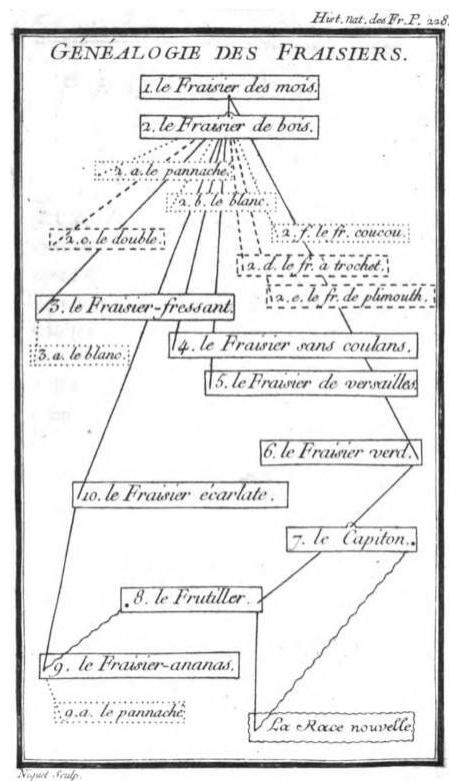 Hist. nat. des Fr. P. 228.
GÉNÉALOGIE DES FRAISIERS.
1. le Fraisier des mois.
2. le Fraisier de bois.
2. a. le pannaché.
2. b. le blanc.
2. c. le double.
2. f. le fr. coucou.
2. d. le fr. à trochet.
2. e. le fr. de plimouth.
3. le Fraisier-fressant.
3. a. le blanc.
4. le Fraisier sans coulans.
5. le Fraisier de versailles.
6. le Fraisier verd.
10. le Fraisier écarlate.
7. le Capiton.
8. le Frutiller.
9. le Fraisier-ananas.
9. a. le pannaché
La Race nouvelle
Niquet Sculp.